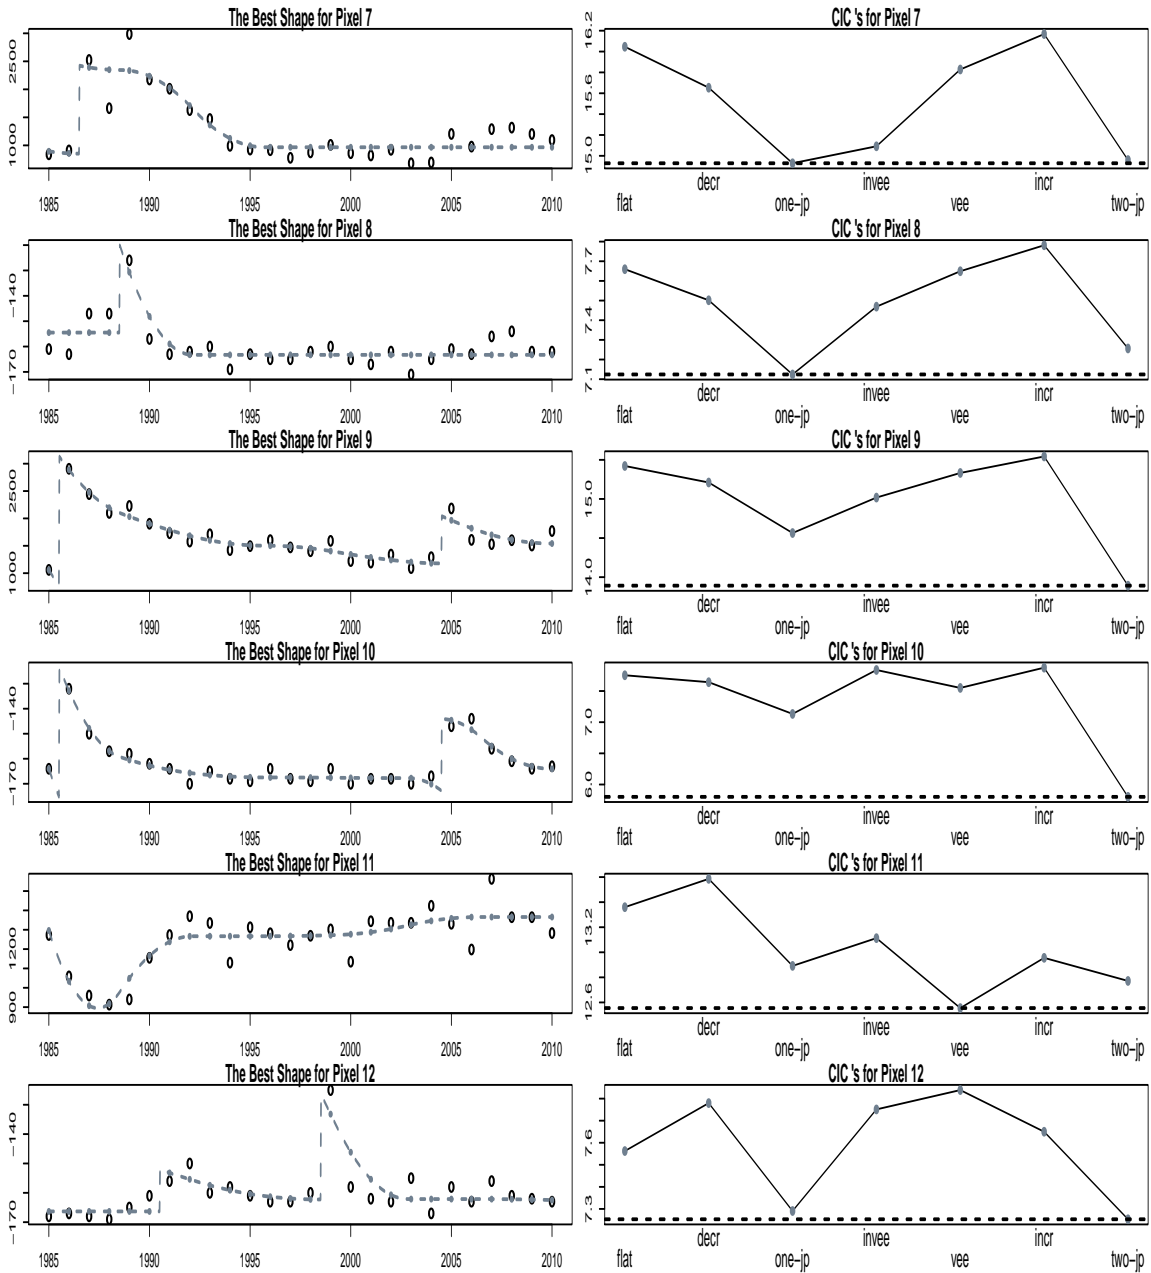 The Best Shape for Pixel 7
2500
1000
1985 1990 1995 2000 2005 2010
CIC 's for Pixel 7
16.2
15.6
15.0
flat decr one−jp invee vee incr two−jp
The Best Shape for Pixel 8
−140
−170
1985 1990 1995 2000 2005 2010
CIC 's for Pixel 8
7.7
7.4
7.1
flat decr one−jp invee vee incr two−jp
The Best Shape for Pixel 9
2500
1000
1985 1990 1995 2000 2005 2010
CIC 's for Pixel 9
15.0
14.0
flat decr one−jp invee vee incr two−jp
The Best Shape for Pixel 10
−140
−170
1985 1990 1995 2000 2005 2010
CIC 's for Pixel 10
7.0
6.0
flat decr one−jp invee vee incr two−jp
The Best Shape for Pixel 11
1200
900
1985 1990 1995 2000 2005 2010
CIC 's for Pixel 11
13.2
12.6
flat decr one−jp invee vee incr two−jp
The Best Shape for Pixel 12
−140
−170
1985 1990 1995 2000 2005 2010
CIC 's for Pixel 12
7.6
7.3
flat decr one−jp invee vee incr two−jp